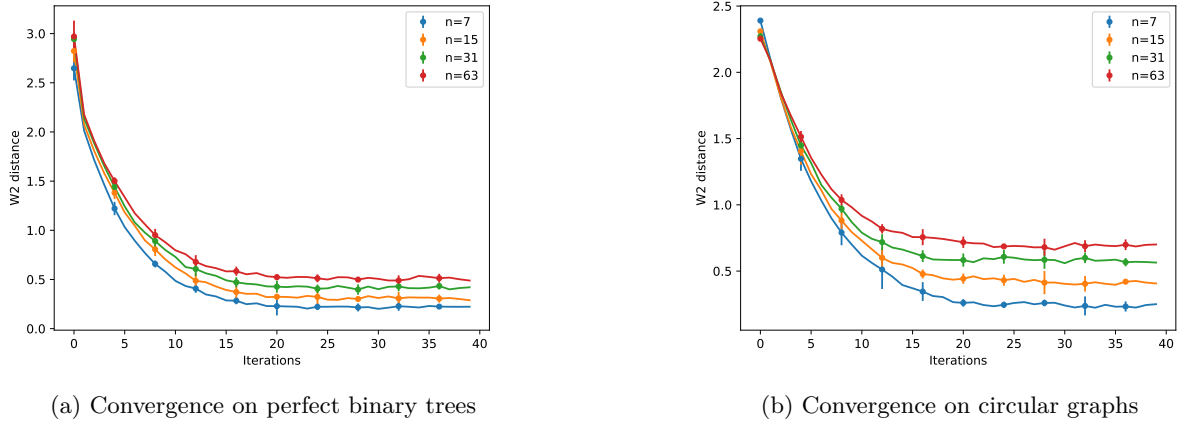 3.0
2.5
2.0
1.5
1.0
0.5
0.0
W2 distance
0 5 10 15 20 25 30 35 40
Iterations
n=7
n=15
n=31
n=63
(a) Convergence on perfect binary trees
2.5
2.0
1.5
1.0
0.5
W2 distance
0 5 10 15 20 25 30 35 40
Iterations
n=7
n=15
n=31
n=63
(b) Convergence on circular graphs